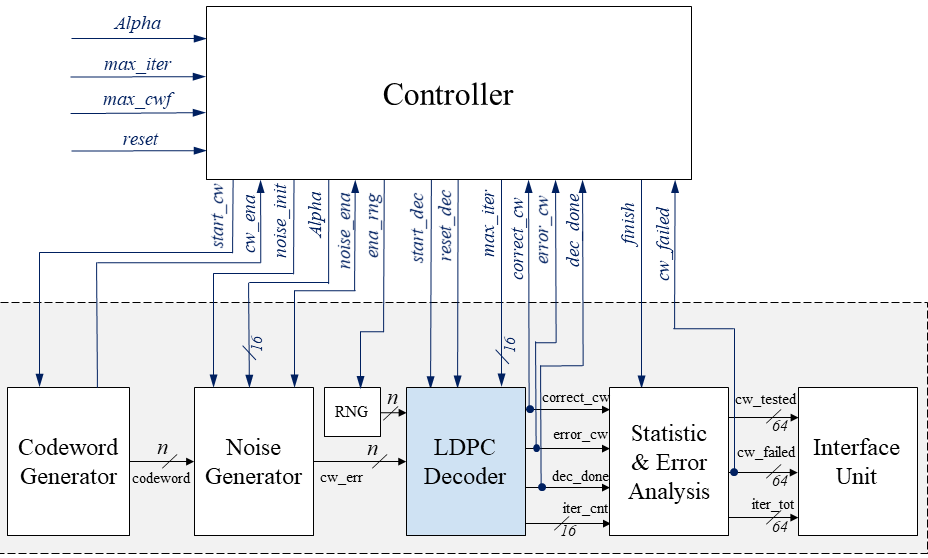 Alpha
max_iter
max_cwf
reset
Controller
start_cw
cw_ena
noise_init
Alpha
noise_ena
ena_rng
start_dec
reset_dec
max_iter
correct_cw
error_cw
dec_done
finish
cw_failed
16
16
Codeword
Generator
n
codeword
Noise
Generator
RNG
n
n
cw_err
LDPC
Decoder
correct_cw
error_cw
dec_done
iter_cnt
16
Statistic
& Error
Analysis
cw_tested
64
cw_failed
64
iter_tot
64
Interface
Unit